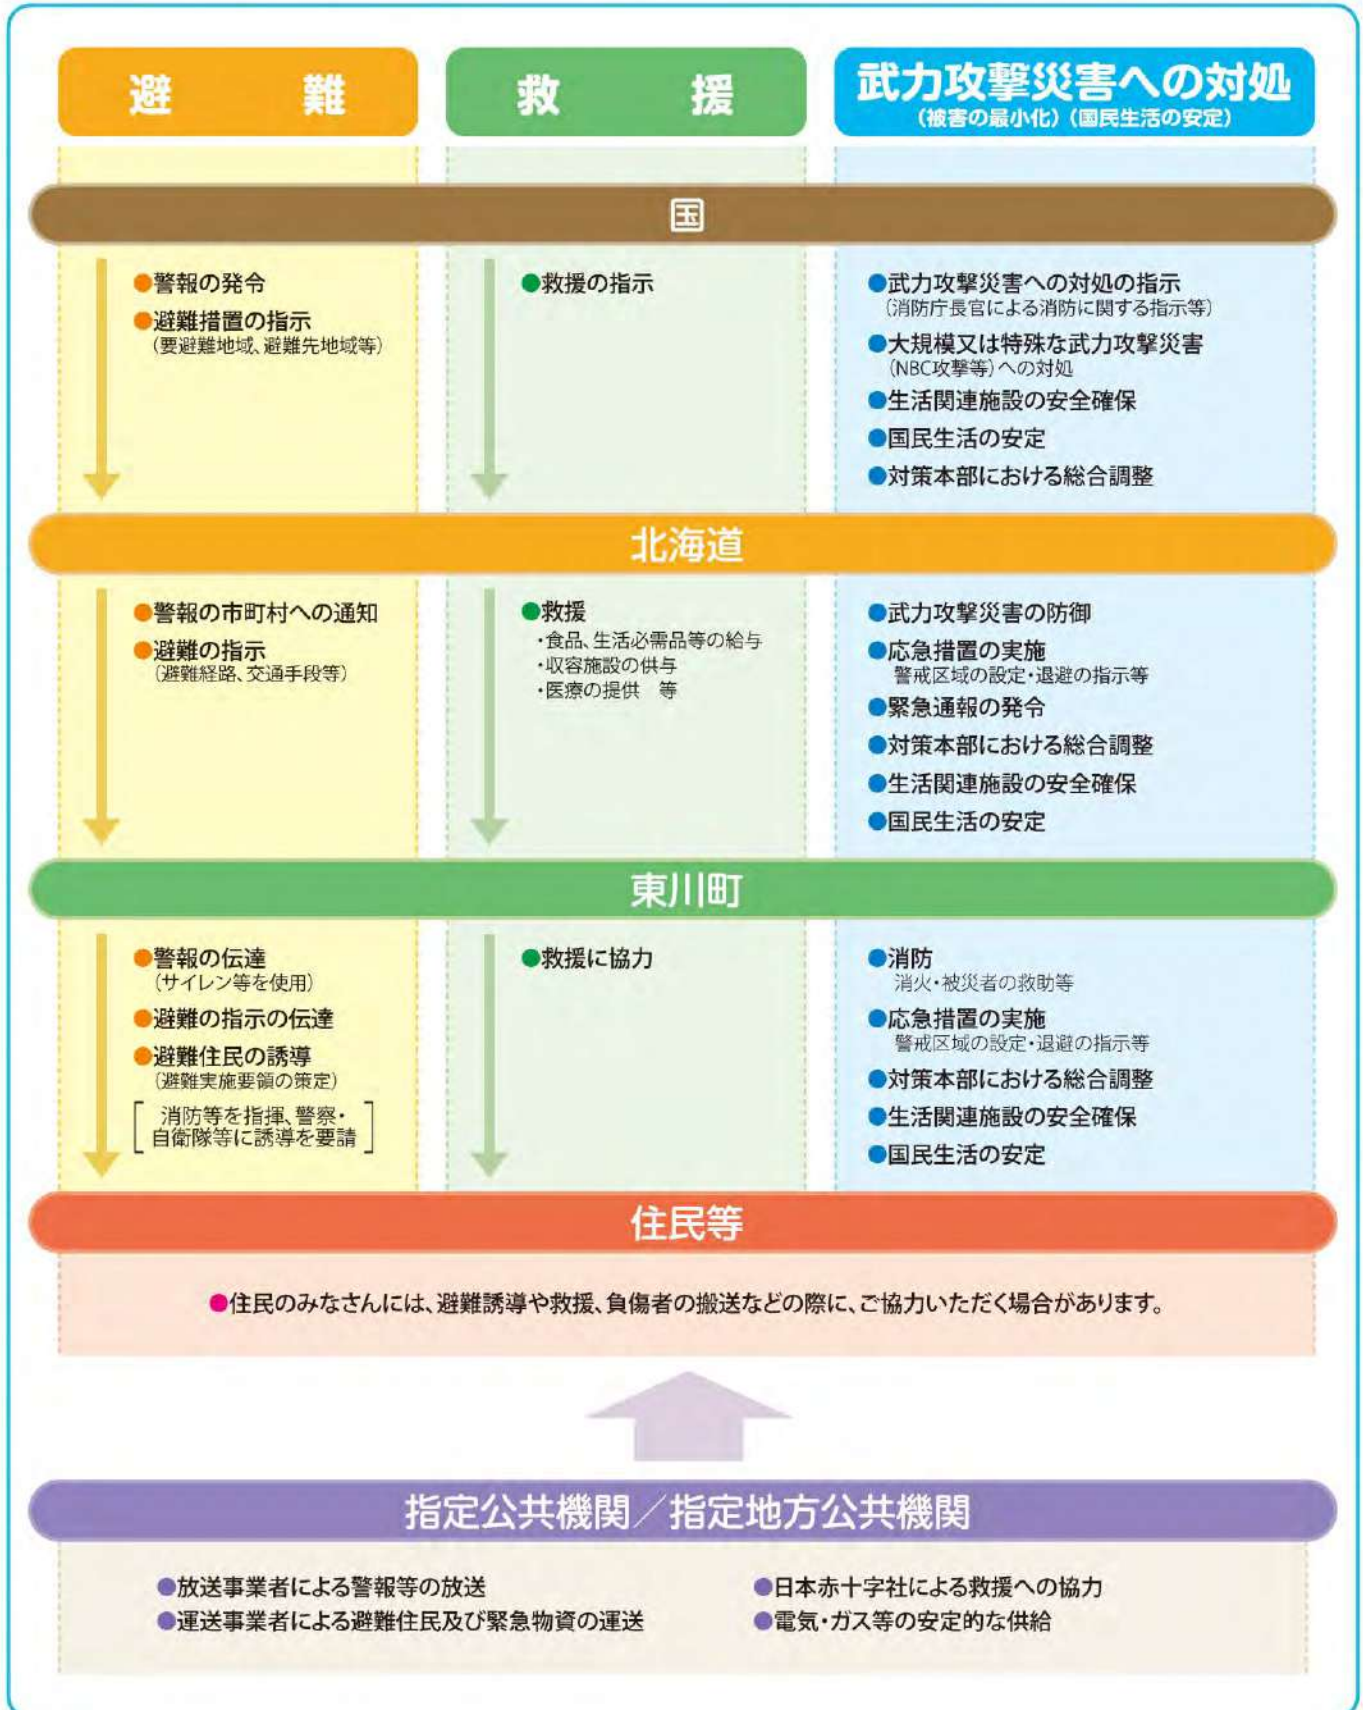 避 難
救 援
武力攻撃災害への対処
(被害の最小化)(国民生活の安定)
国
●警報の発令
●避難措置の指示
(要避難地域、避難先地域等)
●救援の指示
●武力攻撃災害への対処の指示
(消防庁長官による消防に関する指示等)
●大規模又は特殊な武力攻撃災害
(NBC攻撃等)への対処
●生活関連施設の安全確保
●国民生活の安定
●対策本部における総合調整
北海道
●警報の市町村への通知
●避難の指示
(避難経路、交通手段等)
●救援
・食品、生活必需品等の給与
・収容施設の供与
・医療の提供 等
●武力攻撃災害の防御
●応急措置の実施
警戒区域の設定・退避の指示等
●緊急通報の発令
●対策本部における総合調整
●生活関連施設の安全確保
●国民生活の安定
東川町
●警報の伝達
(サイレン等を使用)
●避難の指示の伝達
●避難住民の誘導
(避難実施要領の策定)
消防等を指揮、警察・
自衛隊等に誘導を要請
●救援に協力
●消防
消火・被災者の救助等
●応急措置の実施
警戒区域の設定・退避の指示等
●対策本部における総合調整
●生活関連施設の安全確保
●国民生活の安定
住民等
●住民のみなさんには、避難誘導や救援、負傷者の搬送などの際に、ご協力いただく場合があります。
指定公共機関/指定地方公共機関
●放送事業者による警報等の放送
●運送事業者による避難住民及び緊急物資の運送
●日本赤十字社による救援への協力
●電気・ガス等の安定的な供給